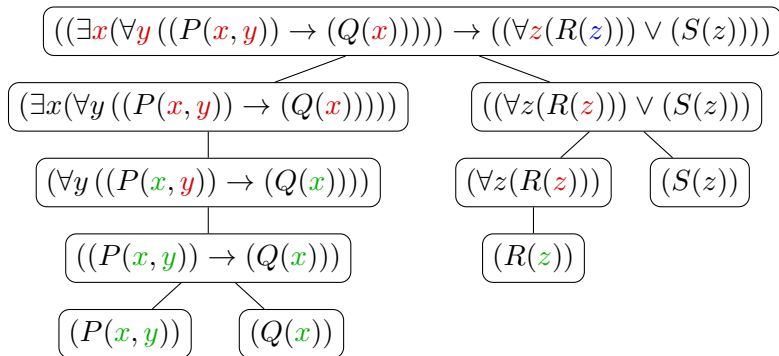 ((∃x(∀y ((P(x, y)) → (Q(x))))) → ((∀z(R(z))) ∨ (S(z))))
(∃x(∀y ((P(x, y)) → (Q(x))))) ((∀z(R(z))) ∨ (S(z)))
(∀y ((P(x, y)) → (Q(x)))) (∀z(R(z))) (S(z))
((P(x, y)) → (Q(x))) (R(z))
(P(x, y)) (Q(x))